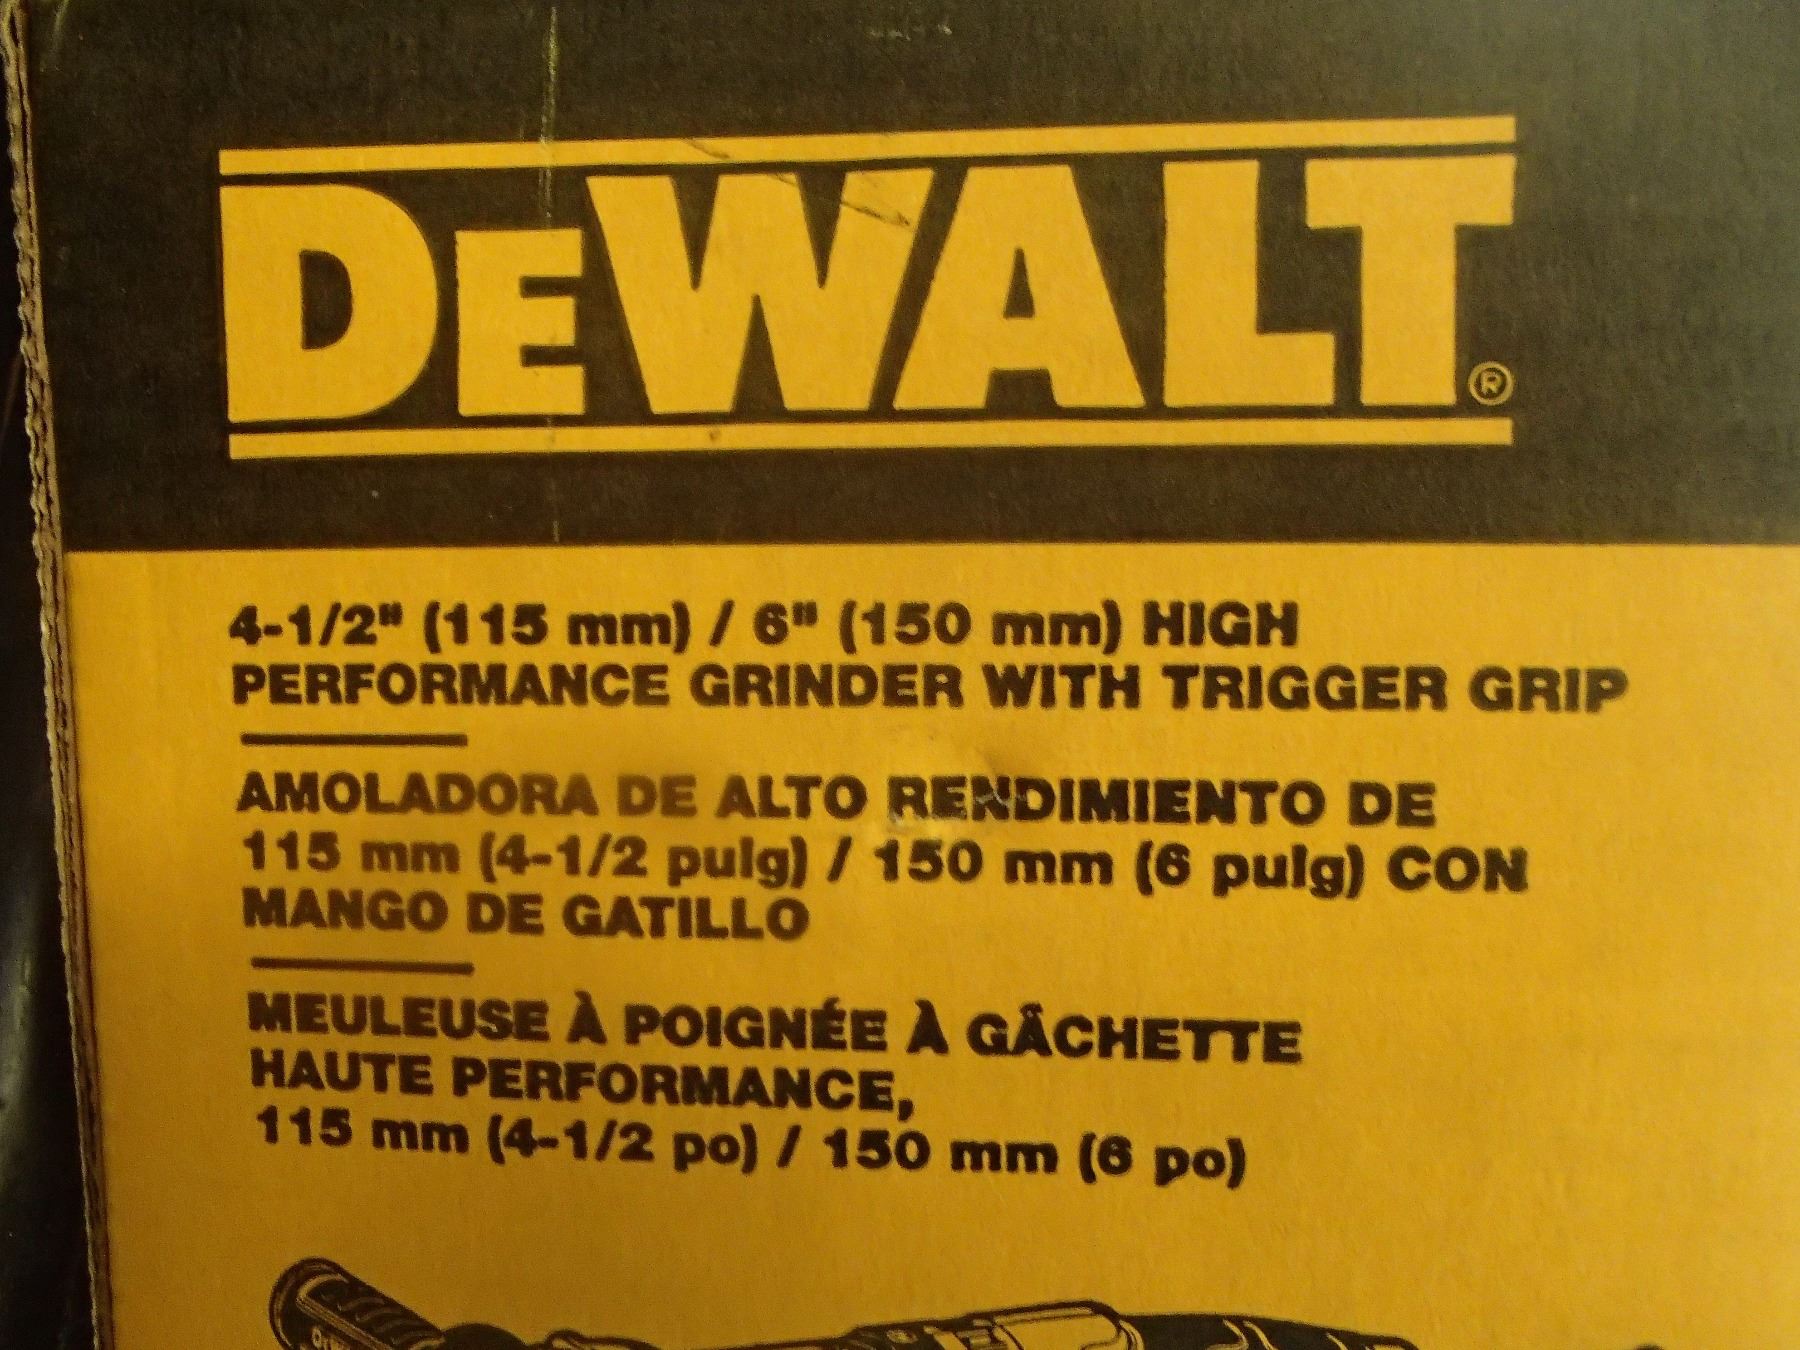 DEWALT®
4-1/2" (115 mm) / 6" (150 mm) HIGH
PERFORMANCE GRINDER WITH TRIGGER GRIP
AMOLADORA DE ALTO RENDIMIENTO DE
115 mm (4-1/2 pulg) / 150 mm (6 pulg) CON
MANGO DE GATILLO
MEULEUSE À POIGNÉE À GÂCHETTE
HAUTE PERFORMANCE,
115 mm (4-1/2 po) / 150 mm (6 po)